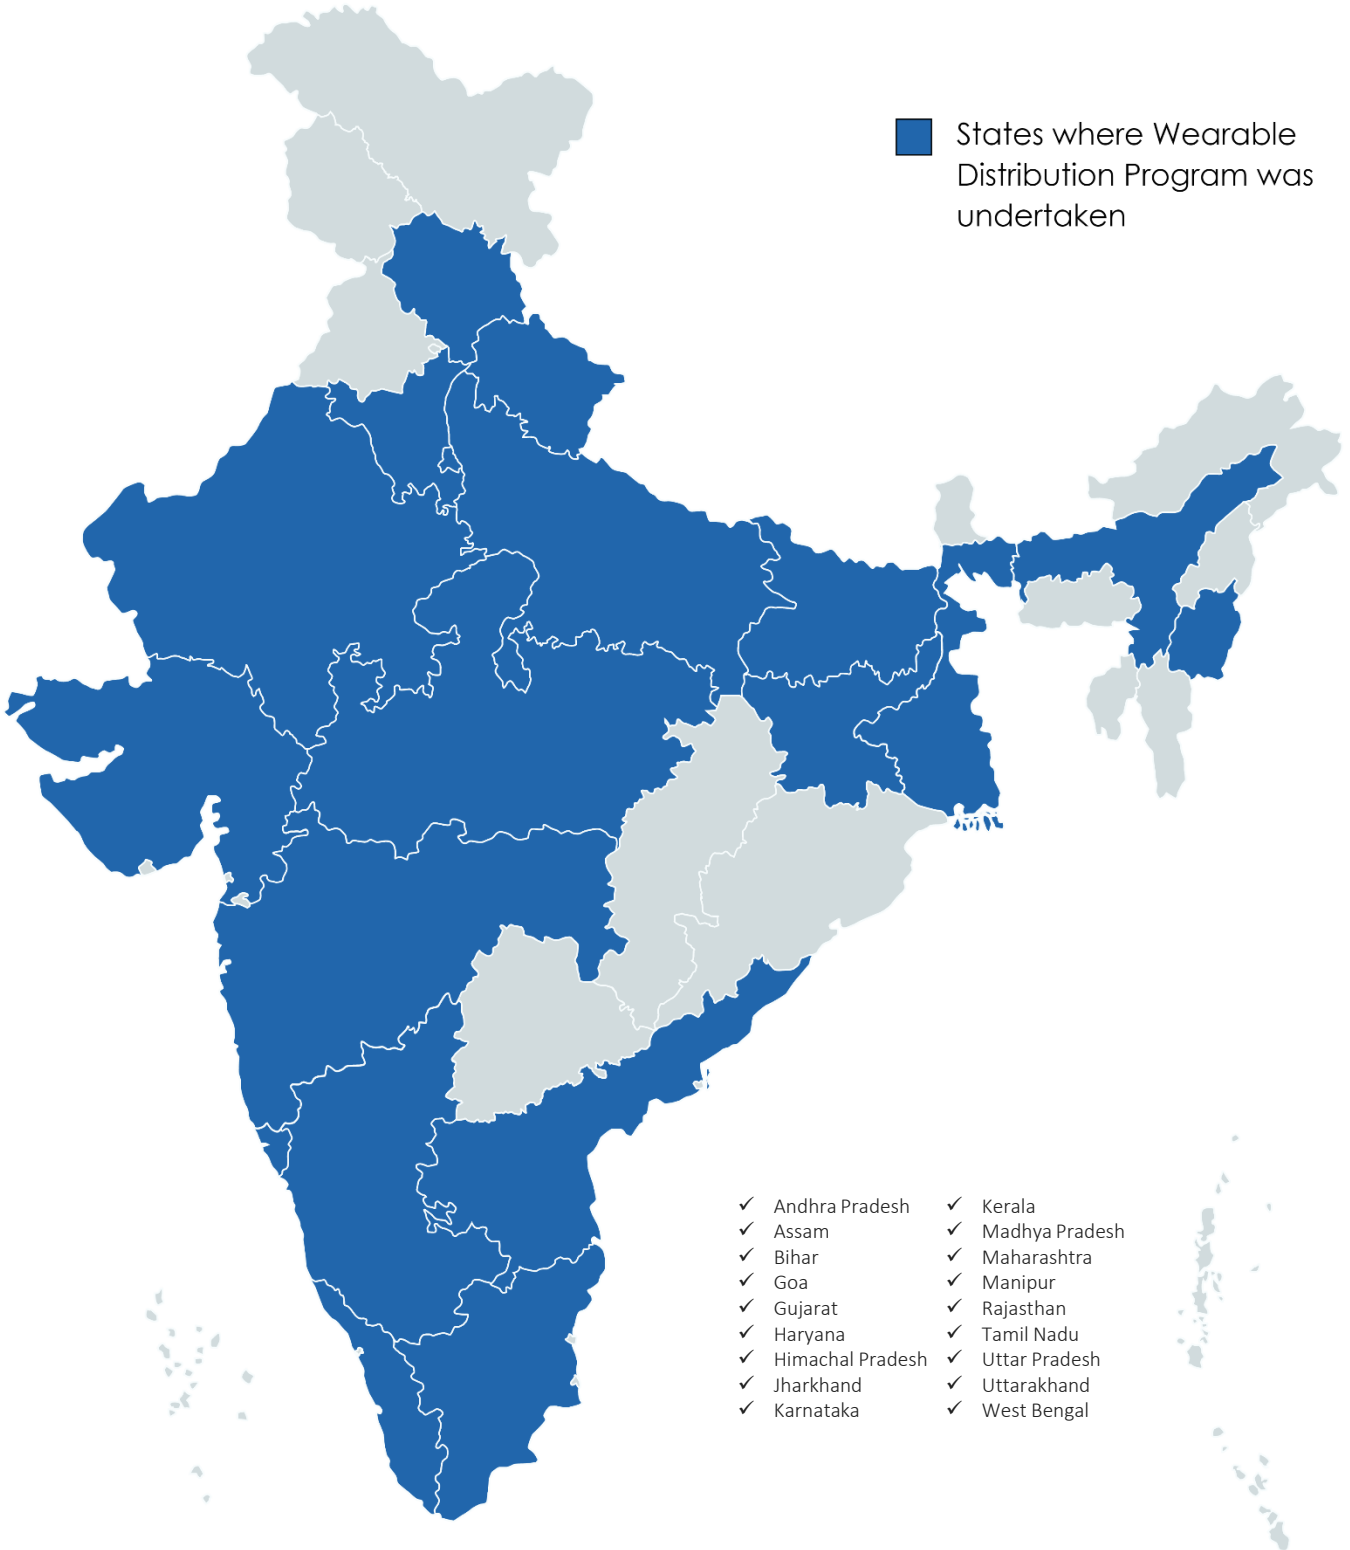 States where Wearable
Distribution Program was
undertaken
✓ Andhra Pradesh
✓ Assam
✓ Bihar
✓ Goa
✓ Gujarat
✓ Haryana
✓ Himachal Pradesh
✓ Jharkhand
✓ Karnataka
✓ Kerala
✓ Madhya Pradesh
✓ Maharashtra
✓ Manipur
✓ Rajasthan
✓ Tamil Nadu
✓ Uttar Pradesh
✓ Uttarakhand
✓ West Bengal